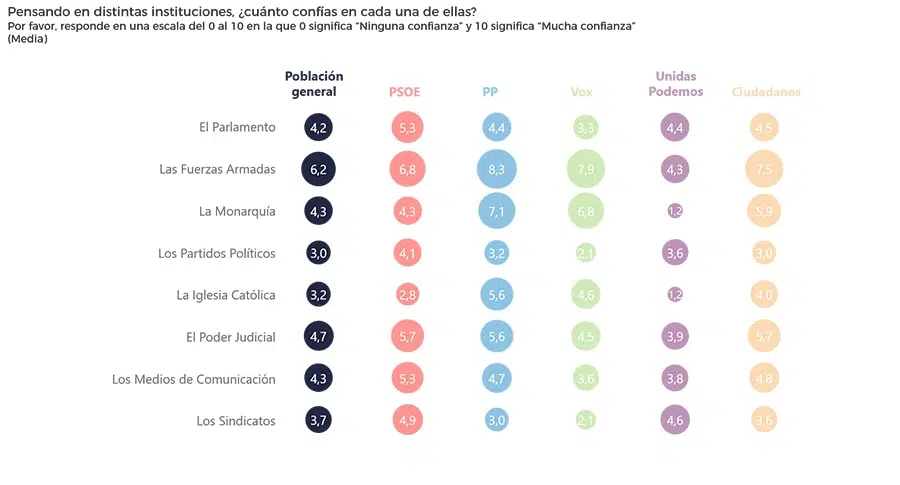 Pensando en distintas instituciones, ¿cuánto confías en cada una de ellas?
Por favor, responde en una escala del 0 al 10 en la que 0 significa “Ninguna confianza” y 10 significa “Mucha confianza”
(Media)
Población general PSOE PP Vox Unidas Podemos Ciudadanos
El Parlamento 4,2 5,3 4,4 3,3 4,4 4,5
Las Fuerzas Armadas 6,2 6,8 8,3 7,9 4,3 7,5
La Monarquía 4,3 4,3 7,1 6,8 1,2 5,9
Los Partidos Políticos 3,0 4,1 3,2 2,1 3,6 3,0
La Iglesia Católica 3,2 2,8 5,6 4,6 1,2 4,0
El Poder Judicial 4,7 5,7 5,6 4,5 3,9 5,7
Los Medios de Comunicación 4,3 5,3 4,7 3,6 3,8 4,8
Los Sindicatos 3,7 4,9 3,0 2,1 4,6 3,6